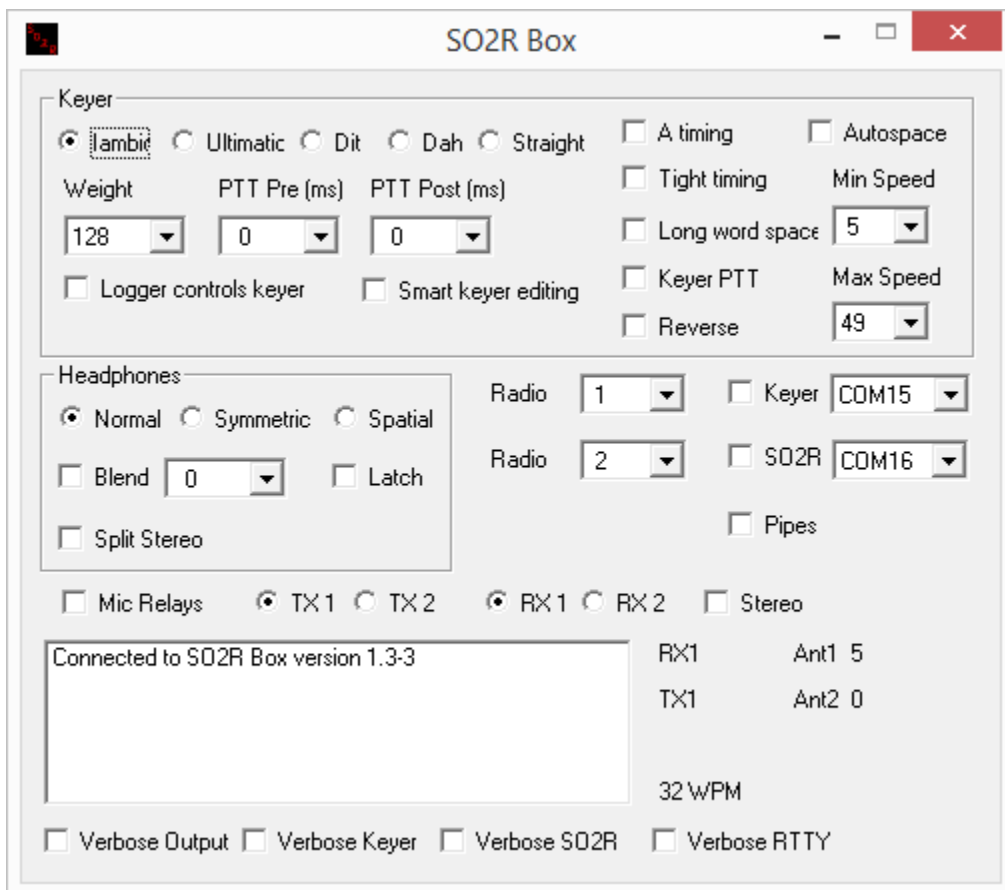 SO2R
SO2R Box
Keyer
Iambic Ultimatic Dit Dah Straight
A timing Autospace
Weight PTT Pre (ms) PTT Post (ms)
Tight timing Min Speed
128 0 0
Long word space 5
Logger controls keyer Smart keyer editing
Keyer PTT Max Speed
Reverse 49
Headphones
Normal Symmetric Spatial
Blend 0 Latch
Split Stereo
Radio 1 Keyer COM15
Radio 2 SO2R COM16
Pipes
Mic Relays TX 1 TX 2 RX 1 RX 2 Stereo
Connected to SO2R Box version 1.3-3
RX1 Ant1 5
TX1 Ant2 0
32 WPM
Verbose Output Verbose Keyer Verbose SO2R Verbose RTTY